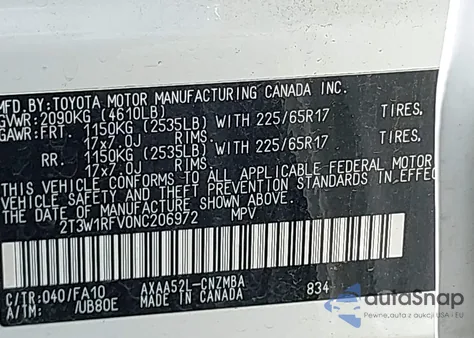 MFD.BY:TOYOTA MOTOR MANUFACTURING CANADA INC.
GVWR:2090KG (4610LB)
GAWR:FRT. 1150KG (2535LB) WITH 225/65R17 TIRES,
17x7.0J RIMS
RR. 1150KG (2535LB) WITH 225/65R17 TIRES,
17x7.0J RIMS
THIS VEHICLE CONFORMS TO ALL APPLICABLE FEDERAL MOTOR
VEHICLE SAFETY AND THEFT PREVENTION STANDARDS IN EFFEC
THE DATE OF MANUFACTURE SHOWN ABOVE.
2T3W1RFV0NC206972 MPV
C/TR:040/FA10 AXAA52L-CNZMBA 834
A/TM: /UB80E MADE IN CANADA
autoSnap
Pewne auta z aukcji USA i EU